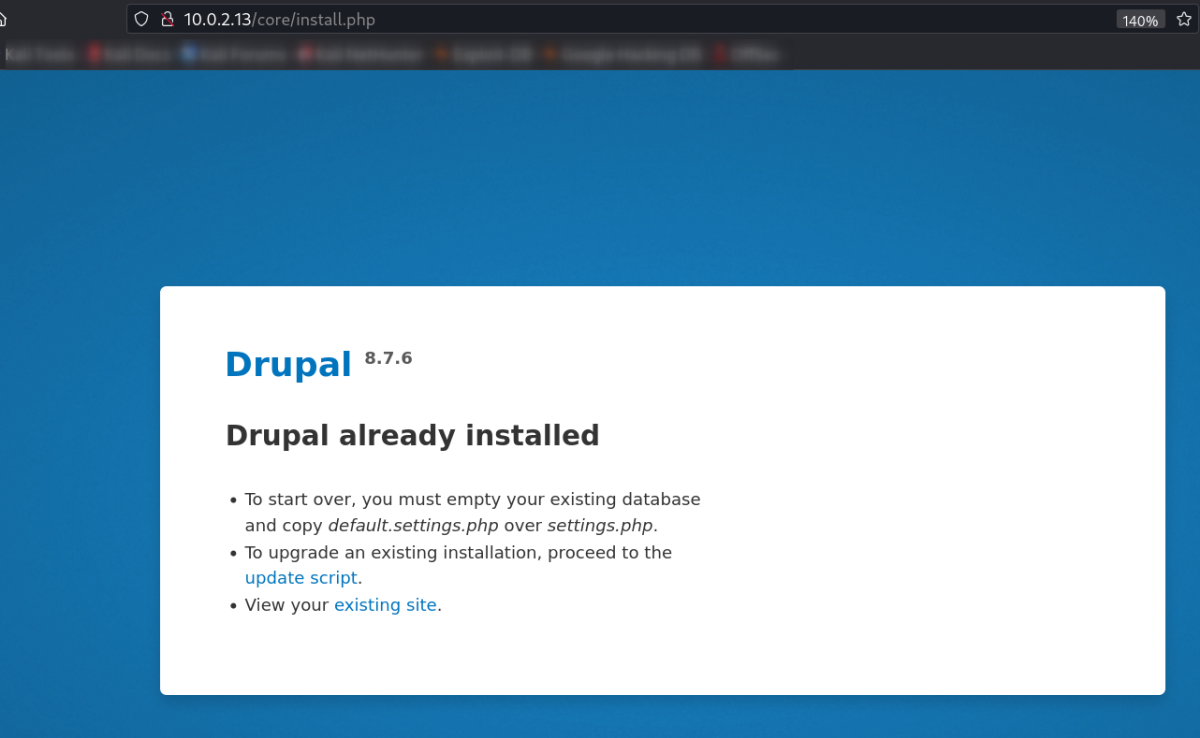 10.0.2.13/core/install.php
140%
Drupal 8.7.6
Drupal already installed
• To start over, you must empty your existing database
and copy default.settings.php over settings.php.
• To upgrade an existing installation, proceed to the
update script.
• View your existing site.